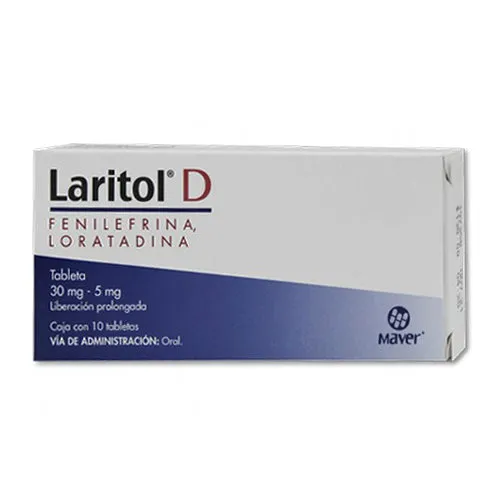 Laritol® D
FENILEFRINA,
LORATADINA
Tableta
30 mg - 5 mg
Liberación prolongada
Caja con 10 tabletas
VÍA DE ADMINISTRACIÓN: Oral.
Maver®